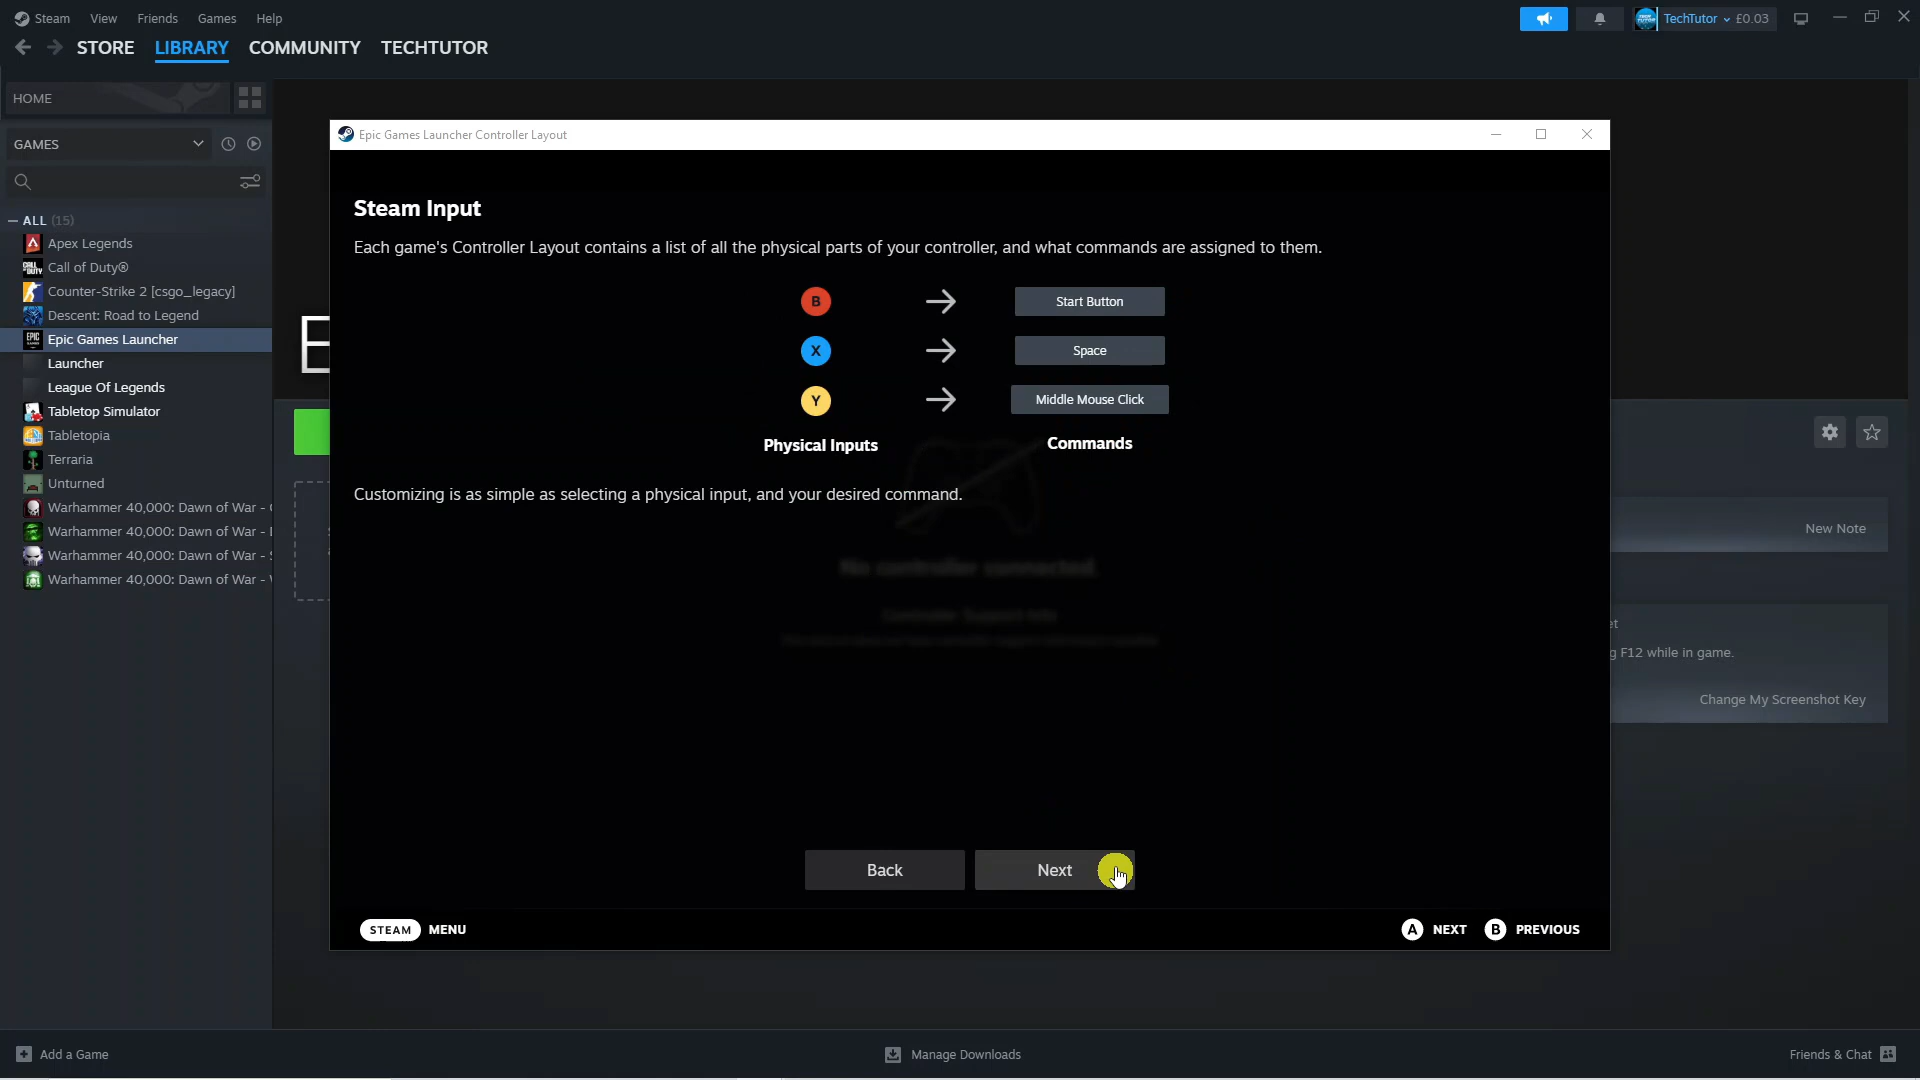 Steam View Friends Games Help
TechTutor £0.03
STORE LIBRARY COMMUNITY TECHTUTOR
HOME
GAMES
ALL (15)
Apex Legends
Call of Duty®
Counter-Strike 2 [csgo_legacy]
Descent: Road to Legend
Epic Games Launcher
Launcher
League Of Legends
Tabletop Simulator
Tabletopia
Terraria
Unturned
Warhammer 40,000: Dawn of War -
Warhammer 40,000: Dawn of War -
Warhammer 40,000: Dawn of War -
Warhammer 40,000: Dawn of War -
Epic Games Launcher Controller Layout
Steam Input
Each game's Controller Layout contains a list of all the physical parts of your controller, and what commands are assigned to them.
B Start Button
X Space
Y Middle Mouse Click
Physical Inputs Commands
Customizing is as simple as selecting a physical input, and your desired command.
No controller connected.
Back Next
STEAM MENU
A NEXT B PREVIOUS
New Note
g F12 while in game.
Change My Screenshot Key
Add a Game
Manage Downloads
Friends & Chat